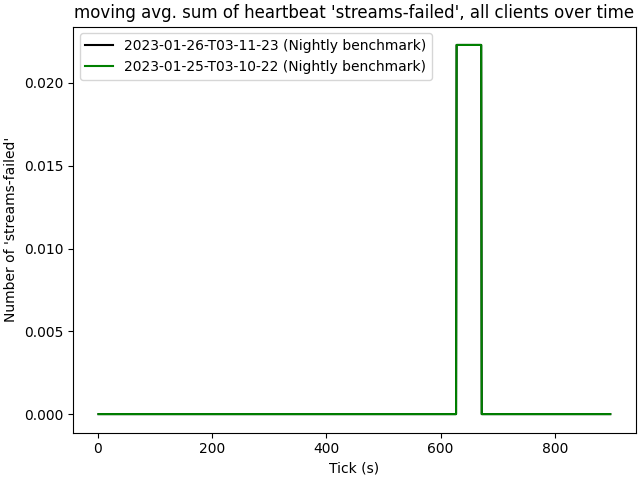 moving avg. sum of heartbeat 'streams-failed', all clients over time
2023-01-26-T03-11-23 (Nightly benchmark)
2023-01-25-T03-10-22 (Nightly benchmark)
Number of 'streams-failed'
0.020
0.015
0.010
0.005
0.000
0 200 400 600 800
Tick (s)